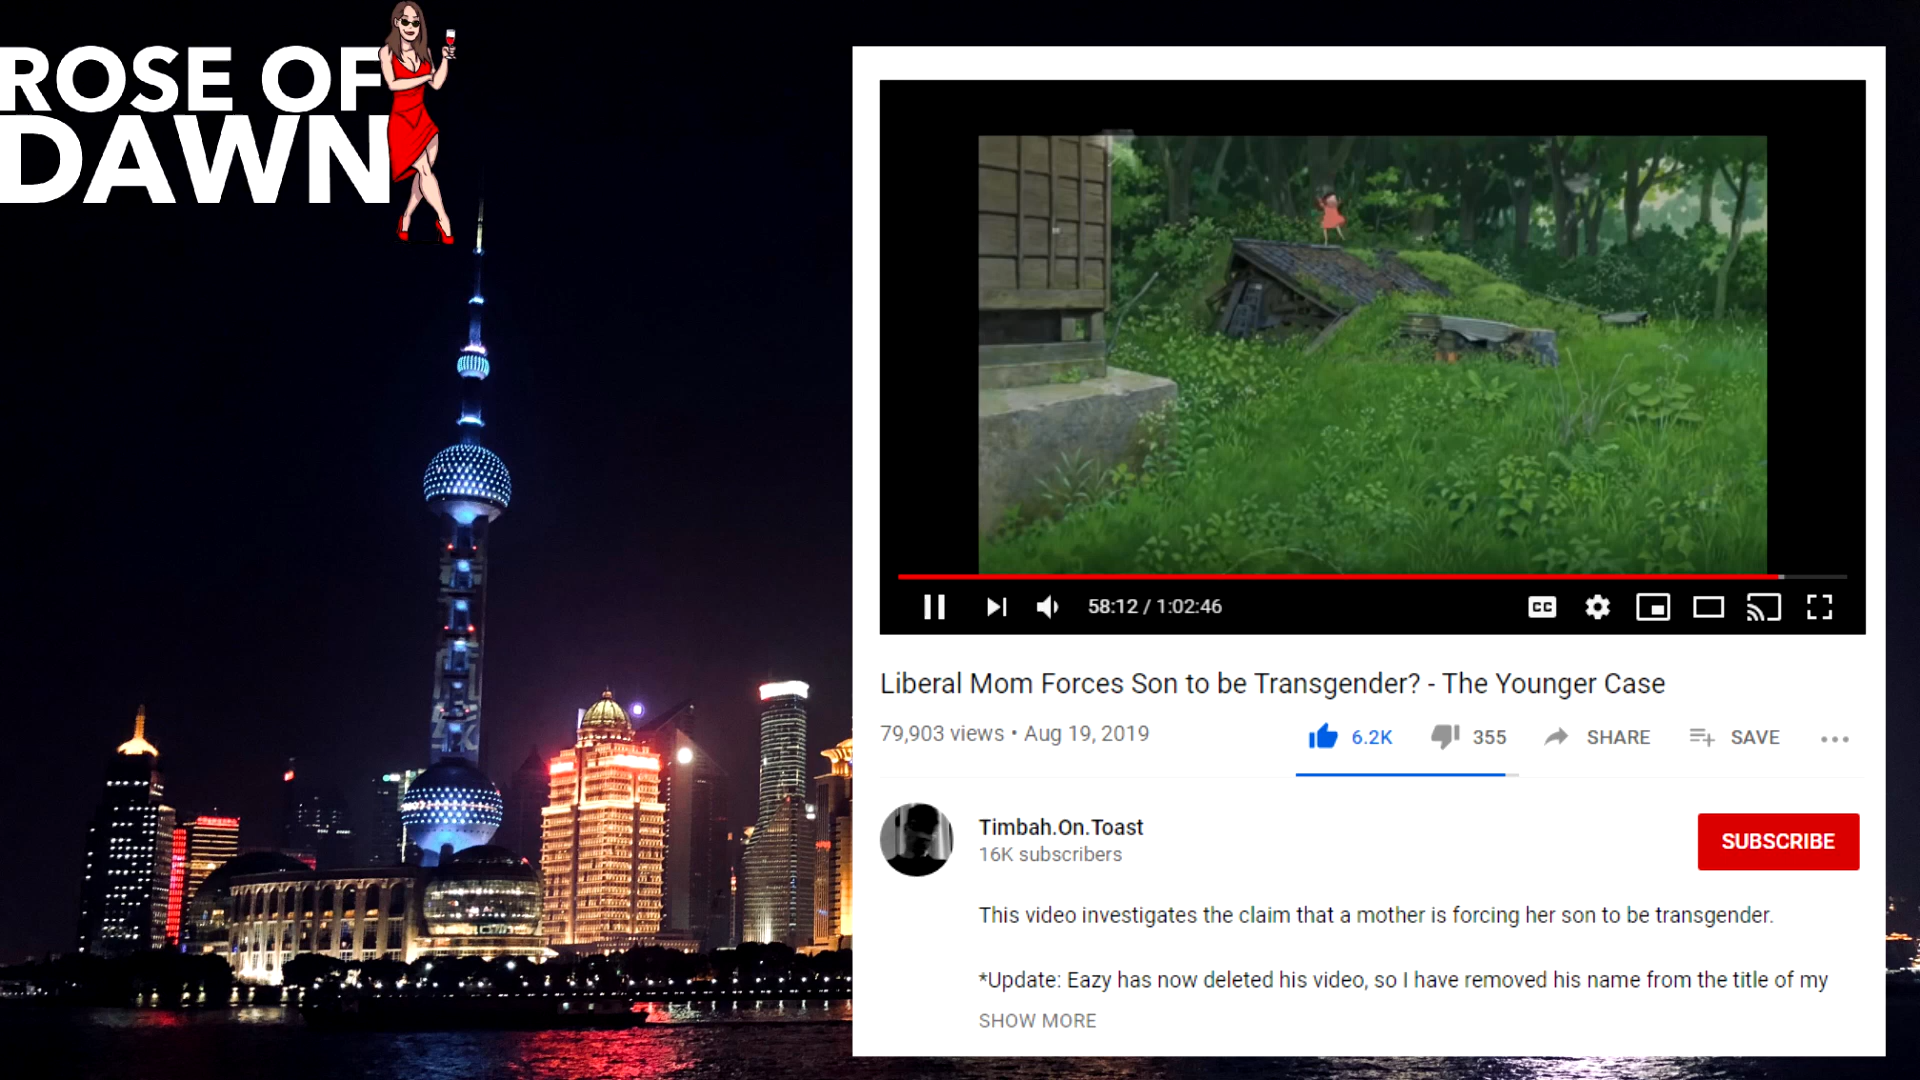 ROSE OF
DAWN
CC
58:12 / 1:02:46
Liberal Mom Forces Son to be Transgender? - The Younger Case
79,903 views • Aug 19, 2019
6.2K
355
SHARE
SAVE
Timbah.On.Toast
16K subscribers
SUBSCRIBE
This video investigates the claim that a mother is forcing her son to be transgender.
*Update: Eazy has now deleted his video, so I have removed his name from the title of my
SHOW MORE